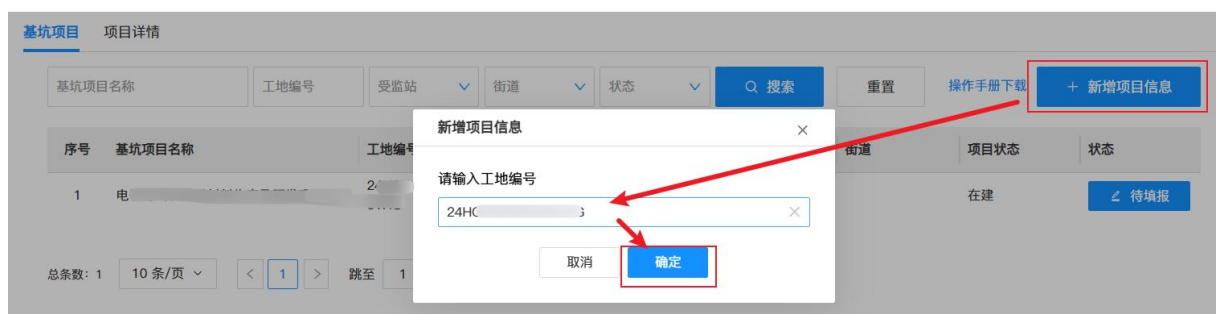 基坑项目 项目详情
基坑项目名称 工地编号 受监站 街道 状态 搜索 重置 操作手册下载 + 新增项目信息
新增项目信息
序号 基坑项目名称 工地编号 街道 项目状态 状态
请输入工地编号
1 电 24 在建 待填报
24HC G
取消 确定
总条数: 1 10 条/页 < 1 > 跳至 1